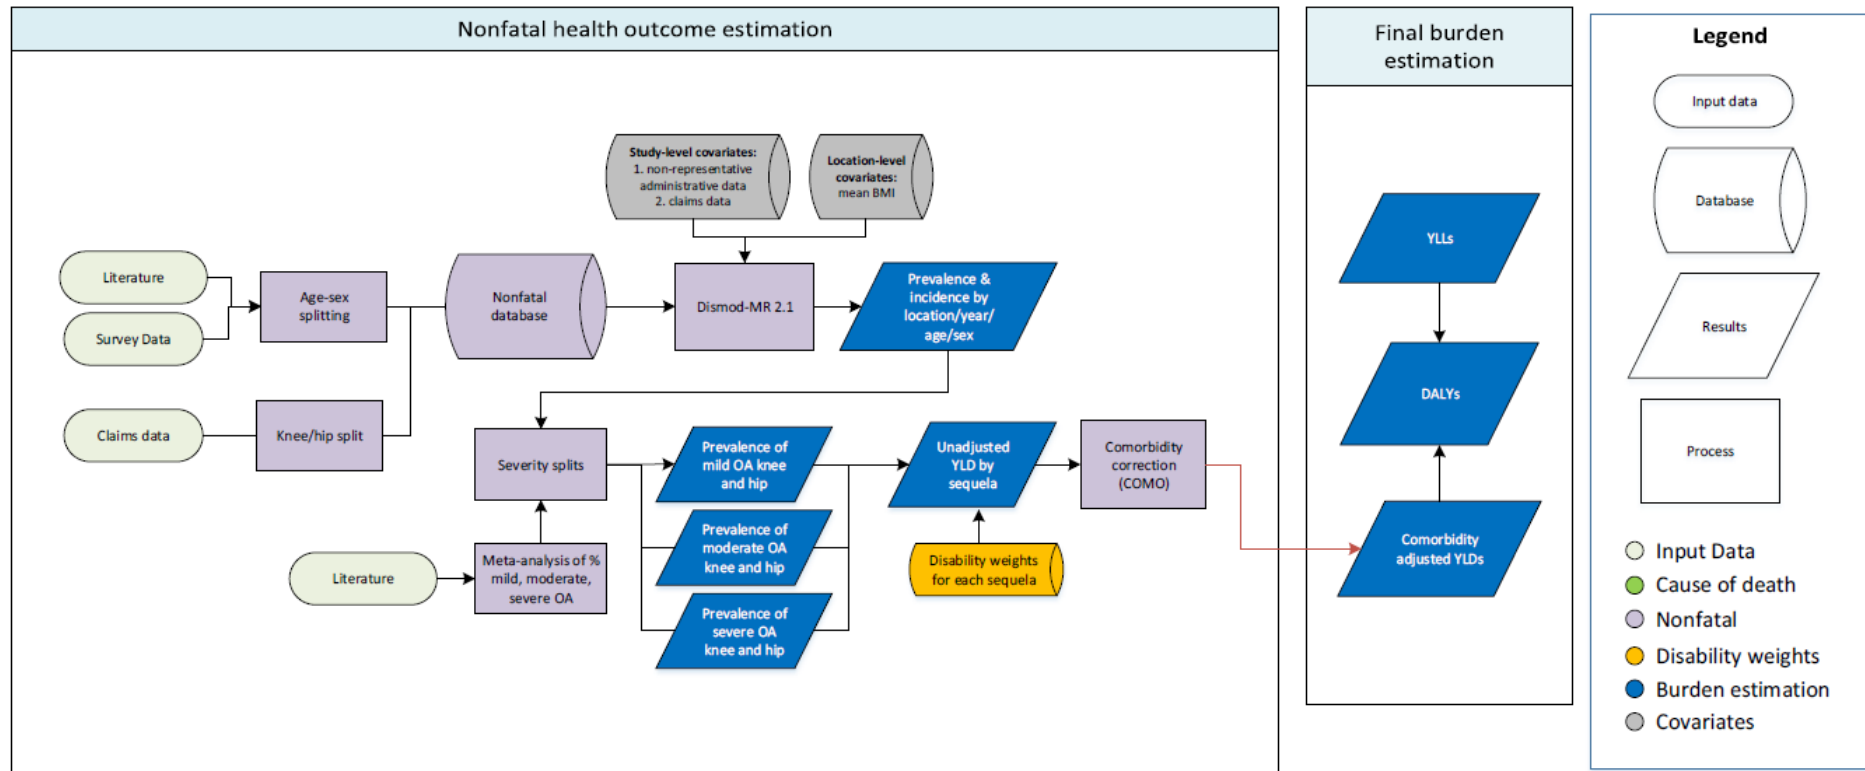 Nonfatal health outcome estimation
Final burden
estimation
Legend
Input data
Database
Results
Process
Input Data
Cause of death
Nonfatal
Disability weights
Burden estimation
Covariates
Study-level covariates:
1. non-representative
administrative data
2. claims data
Location-level
covariates:
mean BMI
Literature
Survey Data
Age-sex
splitting
Nonfatal
database
Dismod-MR 2.1
Prevalence &
incidence by
location/year/
age/sex
Claims data
Knee/hip split
Severity splits
Literature
Meta-analysis of %
mild, moderate,
severe OA
Prevalence of
mild OA knee
and hip
Prevalence of
moderate OA
knee and hip
Prevalence of
severe OA
knee and hip
Unadjusted
YLD by
sequela
Disability weights
for each sequela
Comorbidity
correction
(COMO)
YLLs
DALYs
Comorbidity
adjusted YLDs